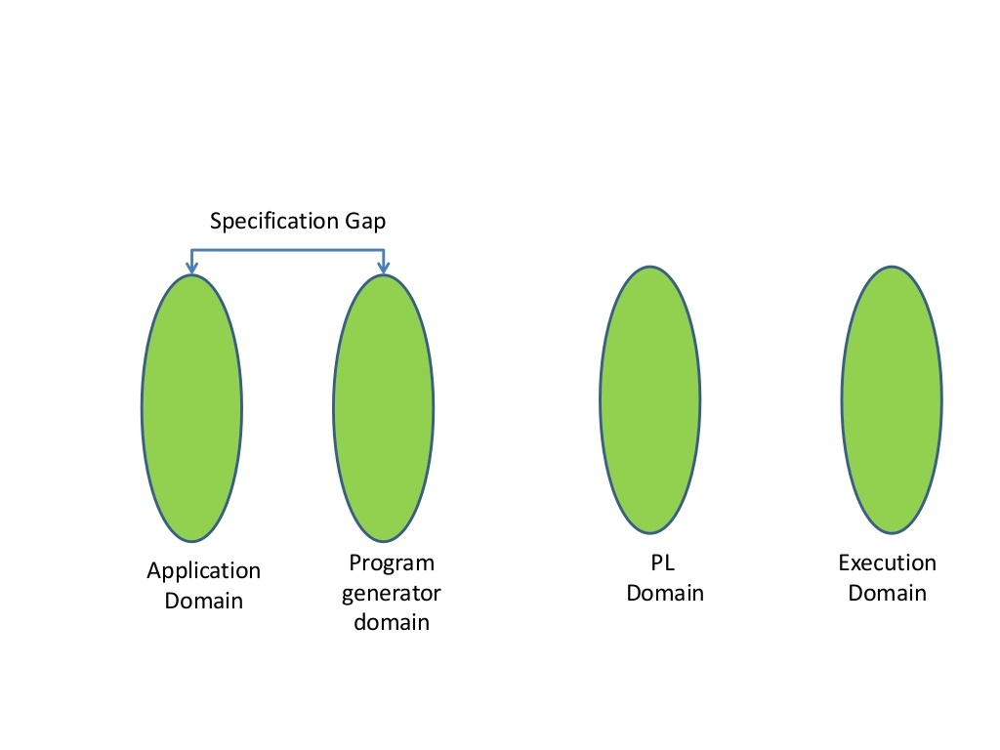 Specification Gap
Application
Domain
Program
generator
domain
PL
Domain
Execution
Domain